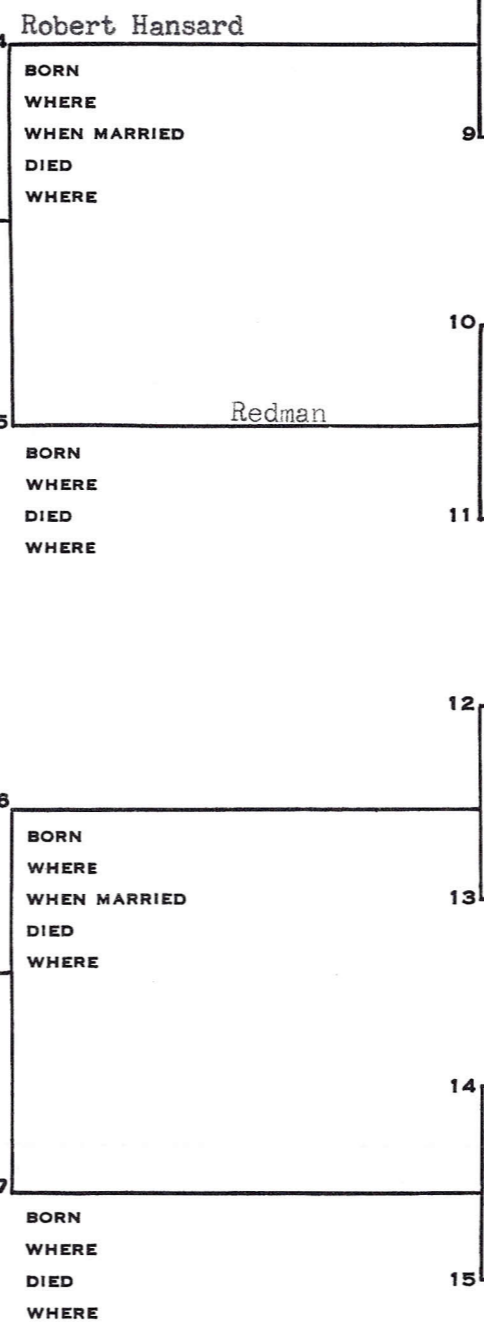 4 Robert Hansard
BORN
WHERE
WHEN MARRIED
DIED
WHERE
9
10
5 Redman
BORN
WHERE
DIED
WHERE
11
12
6
BORN
WHERE
WHEN MARRIED
DIED
WHERE
13
14
7
BORN
WHERE
DIED
WHERE
15